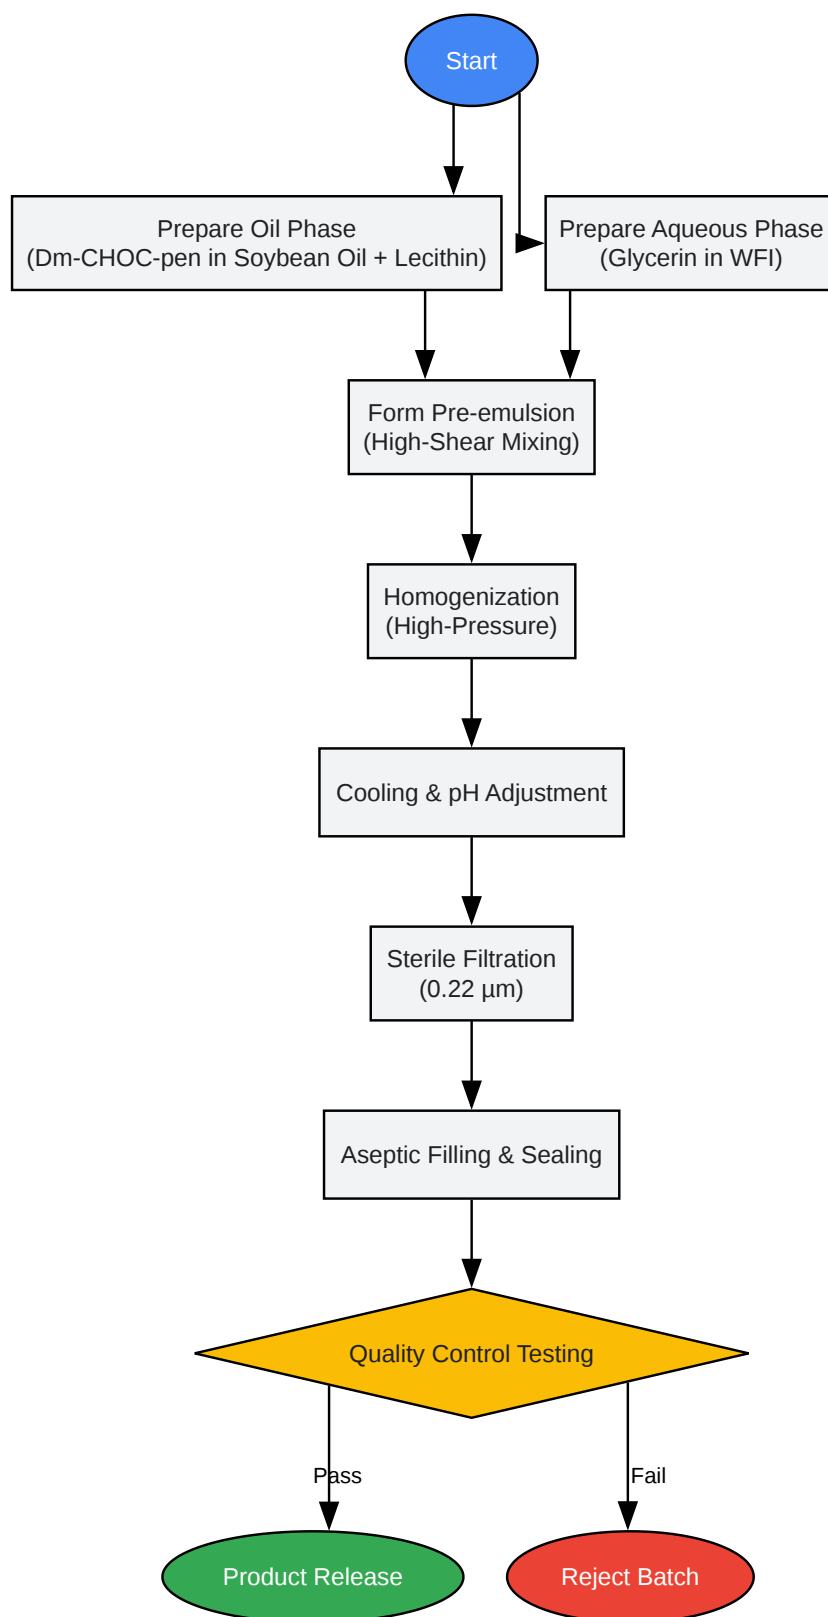 Start
Prepare Oil Phase
(Dm-CHOC-pen in Soybean Oil + Lecithin)
Prepare Aqueous Phase
(Glycerin in WFI)
Form Pre-emulsion
(High-Shear Mixing)
Homogenization
(High-Pressure)
Cooling & pH Adjustment
Sterile Filtration
(0.22 µm)
Aseptic Filling & Sealing
Quality Control Testing
Pass
Fail
Product Release
Reject Batch